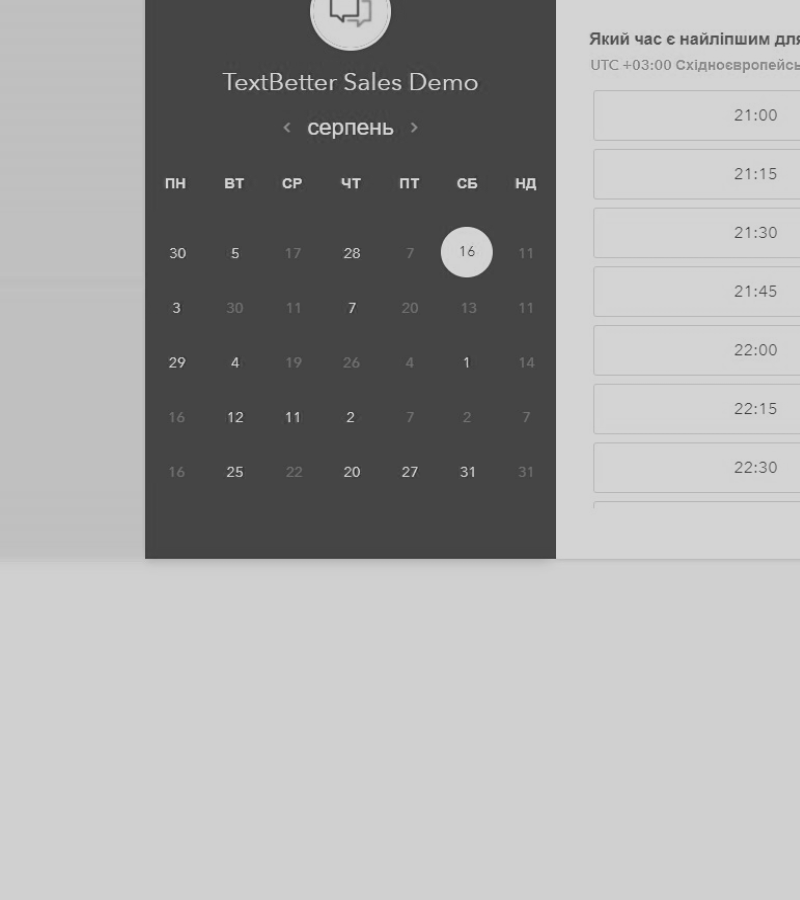 TextBetter Sales Demo
серпень
ПН ВТ СР ЧТ ПТ СБ НД
30 5 17 28 7 16 11
3 30 11 7 20 13 11
29 4 19 26 4 1 14
16 12 11 2 7 2 7
16 25 22 20 27 31 31
Який час є найліпшим для
UTC +03:00 Східноєвропейсь
21:00
21:15
21:30
21:45
22:00
22:15
22:30